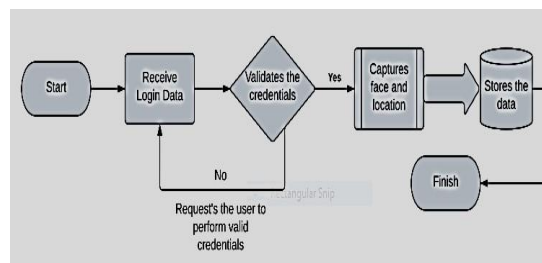 Start
Receive
Login Data
Validates the
credentials
Yes
Captures
face and
location
Stores the
data
No
Request's the user to
perform valid
credentials
Finish
Rectangular Snip